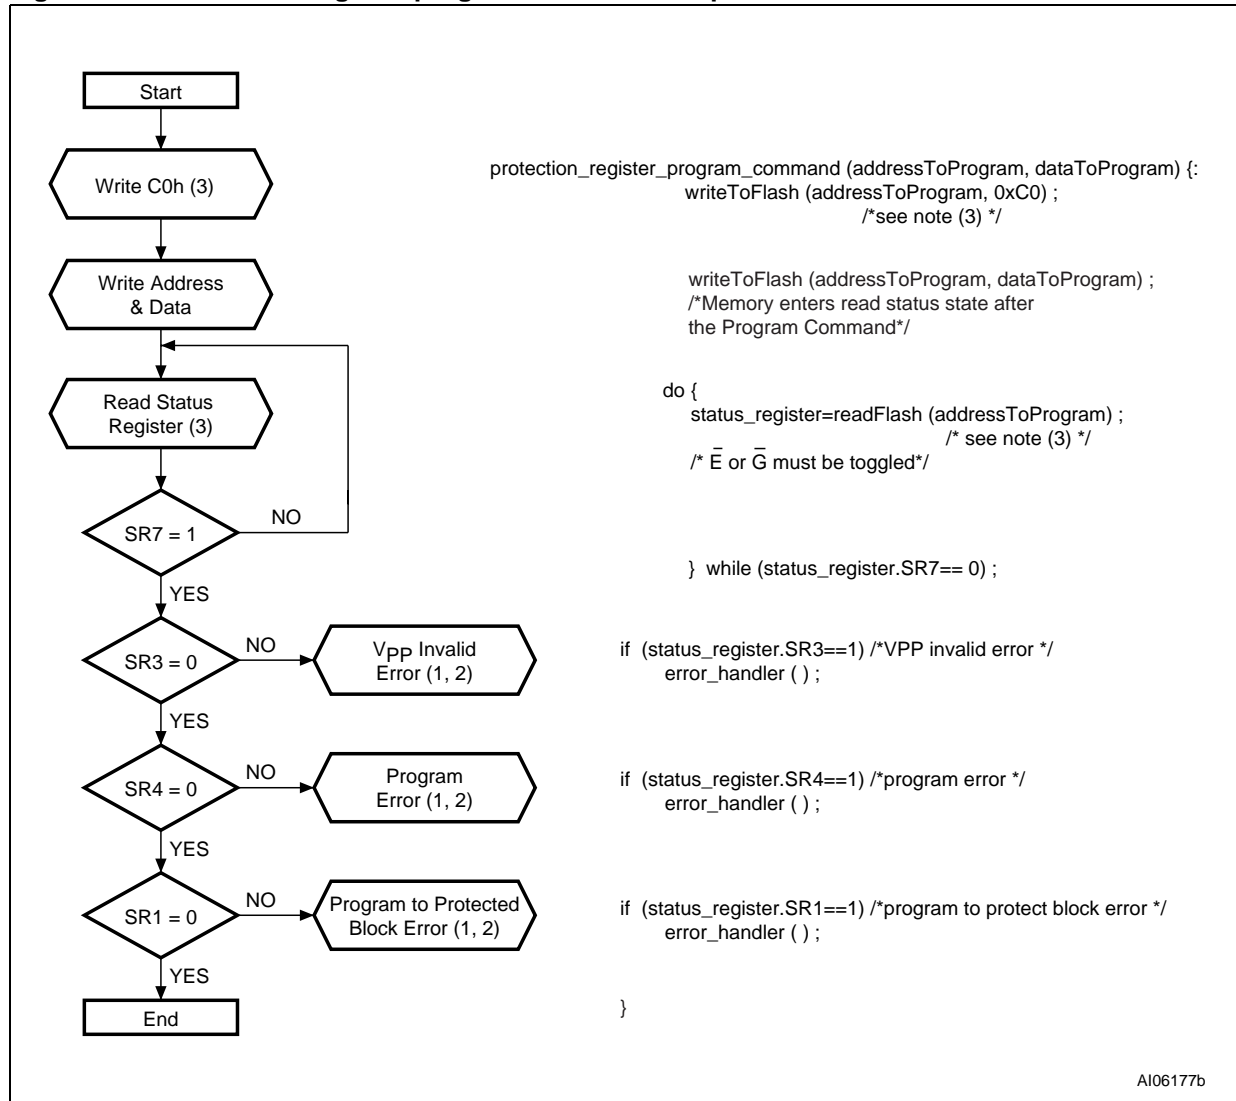 Start
Write C0h (3)
Write Address
& Data
Read Status
Register (3)
SR7 = 1
NO
YES
SR3 = 0
NO
VPP Invalid
Error (1, 2)
YES
SR4 = 0
NO
Program
Error (1, 2)
YES
SR1 = 0
NO
Program to Protected
Block Error (1, 2)
YES
End
protection_register_program_command (addressToProgram, dataToProgram) {:
writeToFlash (addressToProgram, 0xC0) ;
/*see note (3) */
writeToFlash (addressToProgram, dataToProgram) ;
/*Memory enters read status state after
the Program Command*/
do {
status_register=readFlash (addressToProgram) ;
/* see note (3) */
/* E̅ or G̅ must be toggled*/
} while (status_register.SR7== 0) ;
if (status_register.SR3==1) /*VPP invalid error */
error_handler ( ) ;
if (status_register.SR4==1) /*program error */
error_handler ( ) ;
if (status_register.SR1==1) /*program to protect block error */
error_handler ( ) ;
}
AI06177b